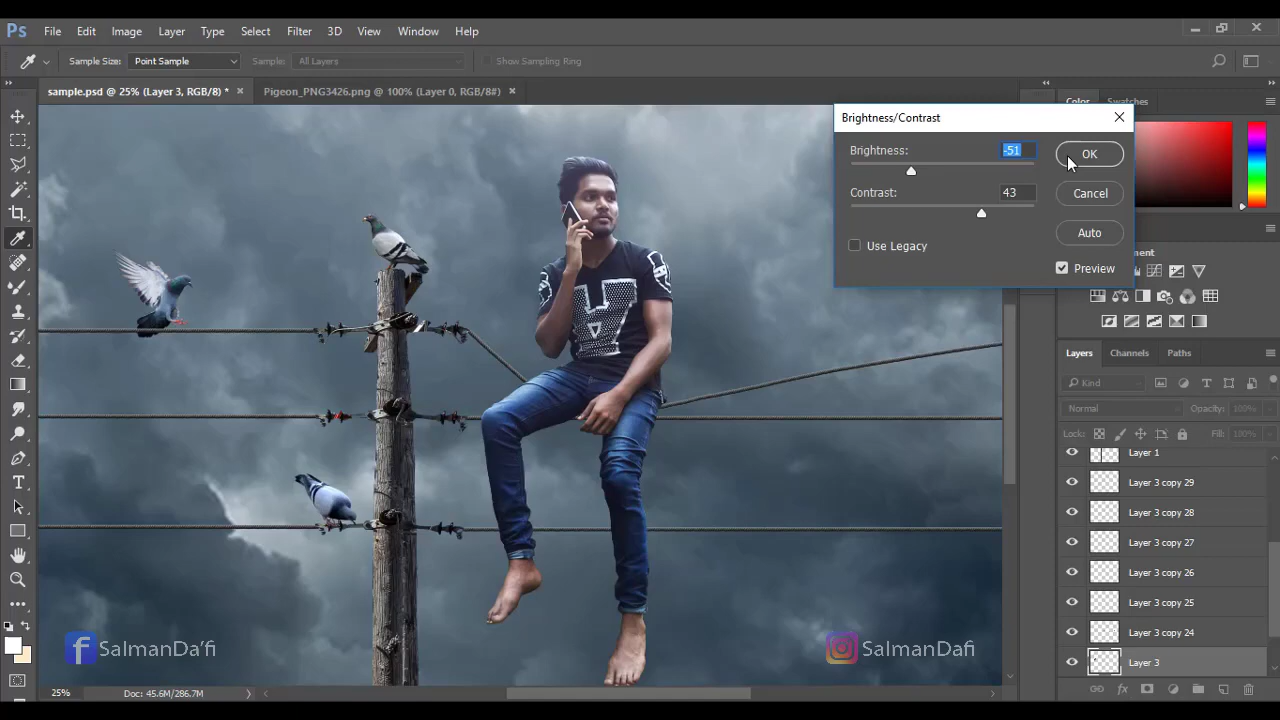 Ps File Edit Image Layer Type Select Filter 3D View Window Help
Sample Size: Point Sample Sample: All Layers Show Sampling Ring
sample.psd @ 25% (Layer 3, RGB/8) * Pigeon_PNG3426.png @ 100% (Layer 0, RGB/8#)
Color Swatches
Brightness/Contrast
Brightness: -51
OK
Contrast: 43
Cancel
Auto
Use Legacy
Preview
Layers Channels Paths
Kind
Normal Opacity: 100%
Lock: Fill: 100%
Layer 1
Layer 3 copy 29
Layer 3 copy 28
Layer 3 copy 27
Layer 3 copy 26
Layer 3 copy 25
Layer 3 copy 24
Layer 3
f SalmanDa'fi
SalmanDafi
25% Doc: 45.6M/286.7M
fx